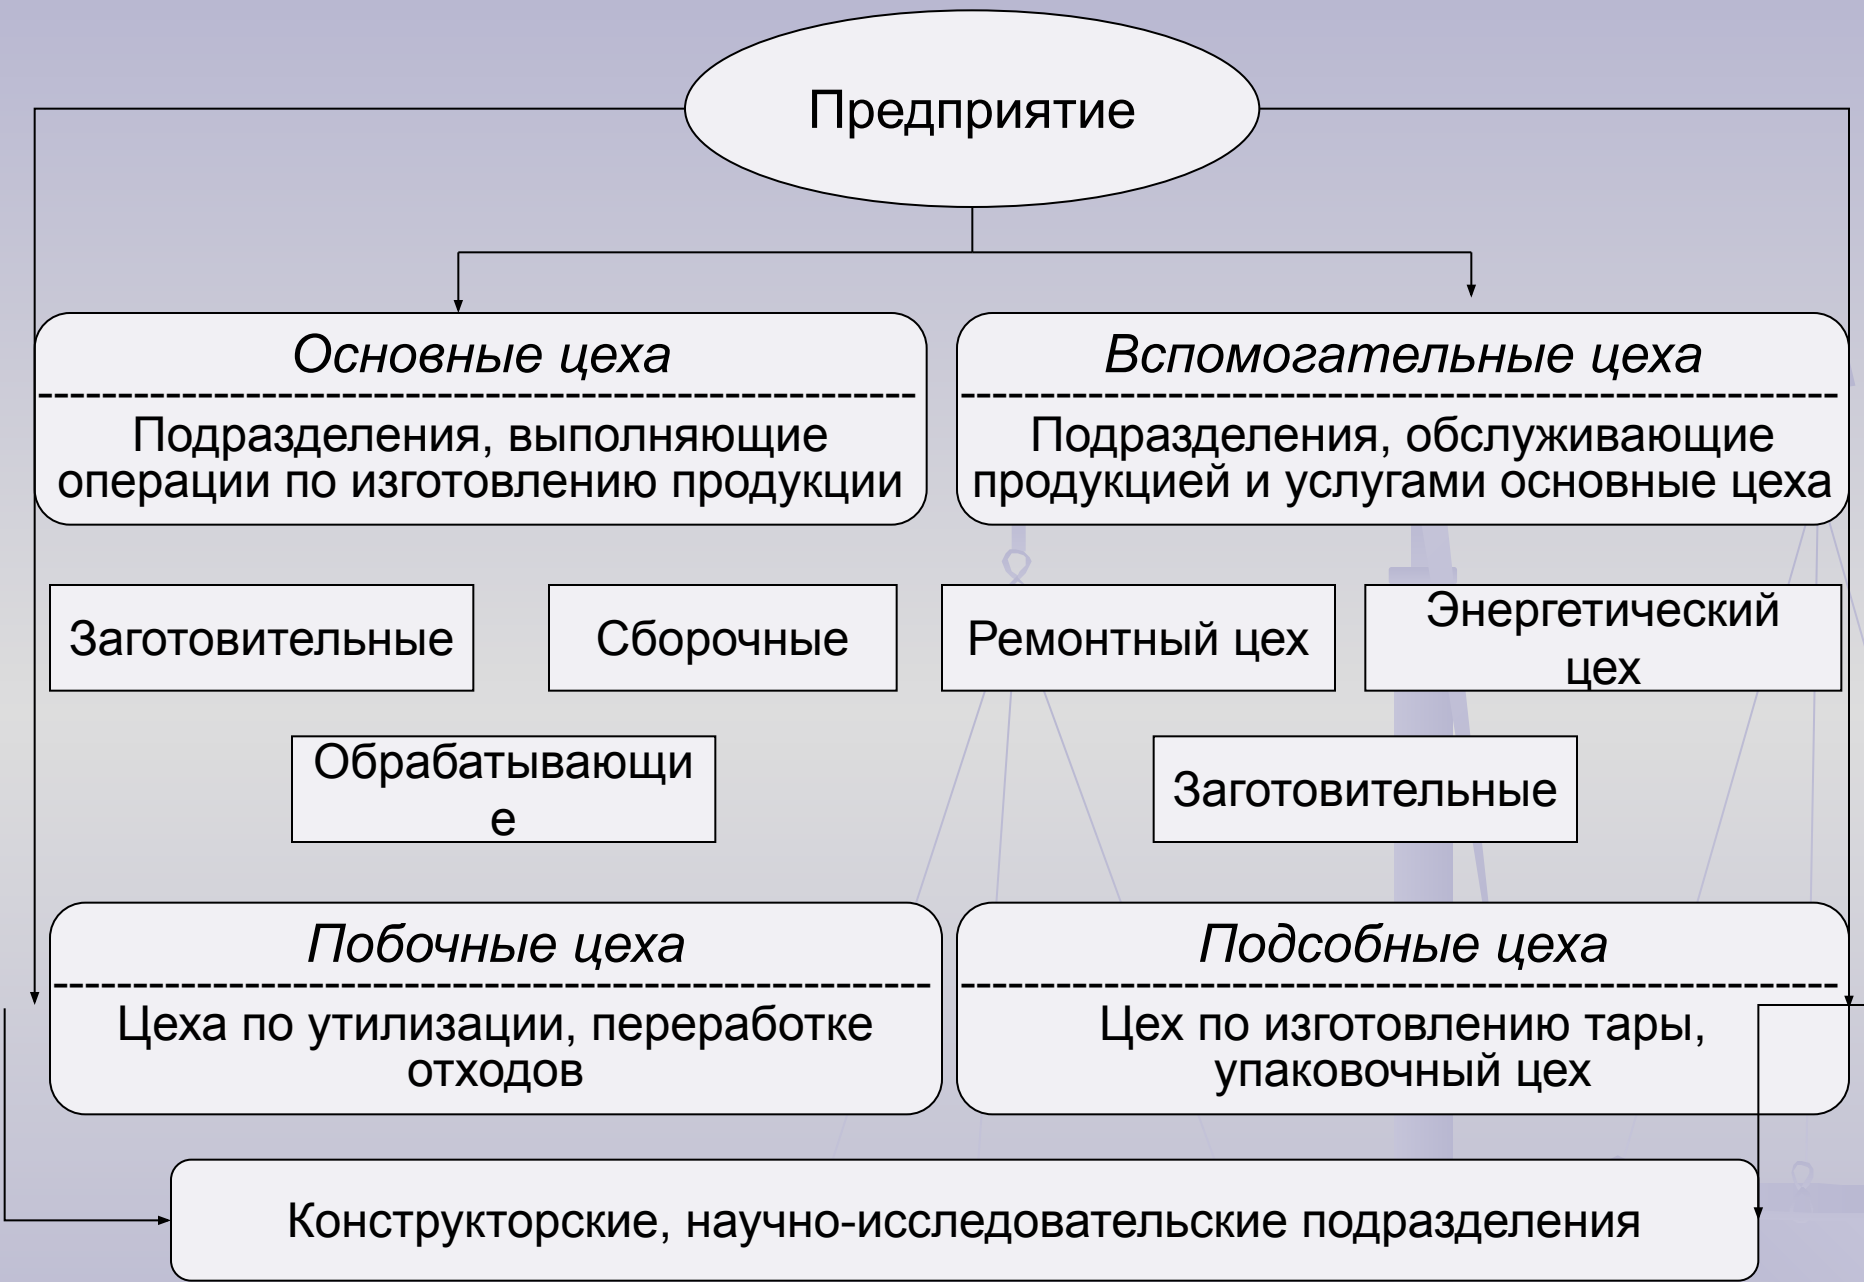 Предприятие
Основные цеха
Подразделения, выполняющие
операции по изготовлению продукции
Вспомогательные цеха
Подразделения, обслуживающие
продукцией и услугами основные цеха
Заготовительные
Сборочные
Ремонтный цех
Энергетический
цех
Обрабатывающи
е
Заготовительные
Побочные цеха
Цеха по утилизации, переработке
отходов
Подсобные цеха
Цех по изготовлению тары,
упаковочный цех
Конструкторские, научно-исследовательские подразделения